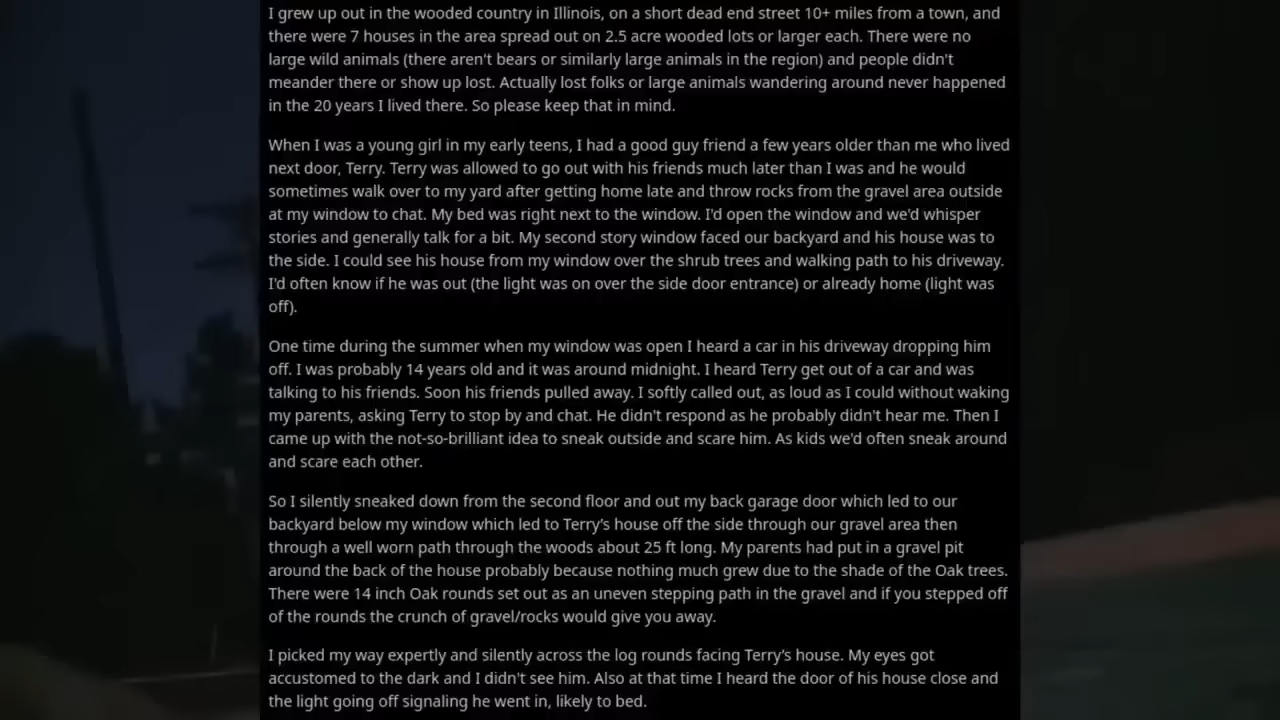 I grew up out in the wooded country in Illinois, on a short dead end street 10+ miles from a town, and
there were 7 houses in the area spread out on 2.5 acre wooded lots or larger each. There were no
large wild animals (there aren't bears or similarly large animals in the region) and people didn't
meander there or show up lost. Actually lost folks or large animals wandering around never happened
in the 20 years I lived there. So please keep that in mind.
When I was a young girl in my early teens, I had a good guy friend a few years older than me who lived
next door, Terry. Terry was allowed to go out with his friends much later than I was and he would
sometimes walk over to my yard after getting home late and throw rocks from the gravel area outside
at my window to chat. My bed was right next to the window. I'd open the window and we'd whisper
stories and generally talk for a bit. My second story window faced our backyard and his house was to
the side. I could see his house from my window over the shrub trees and walking path to his driveway.
I'd often know if he was out (the light was on over the side door entrance) or already home (light was
off).
One time during the summer when my window was open I heard a car in his driveway dropping him
off. I was probably 14 years old and it was around midnight. I heard Terry get out of a car and was
talking to his friends. Soon his friends pulled away. I softly called out, as loud as I could without waking
my parents, asking Terry to stop by and chat. He didn't respond as he probably didn't hear me. Then I
came up with the not-so-brilliant idea to sneak outside and scare him. As kids we'd often sneak around
and scare each other.
So I silently sneaked down from the second floor and out my back garage door which led to our
backyard below my window which led to Terry's house off the side through our gravel area then
through a well worn path through the woods about 25 ft long. My parents had put in a gravel pit
around the back of the house probably because nothing much grew due to the shade of the Oak trees.
There were 14 inch Oak rounds set out as an uneven stepping path in the gravel and if you stepped off
of the rounds the crunch of gravel/rocks would give you away.
I picked my way expertly and silently across the log rounds facing Terry's house. My eyes got
accustomed to the dark and I didn't see him. Also at that time I heard the door of his house close and
the light going off signaling he went in, likely to bed.